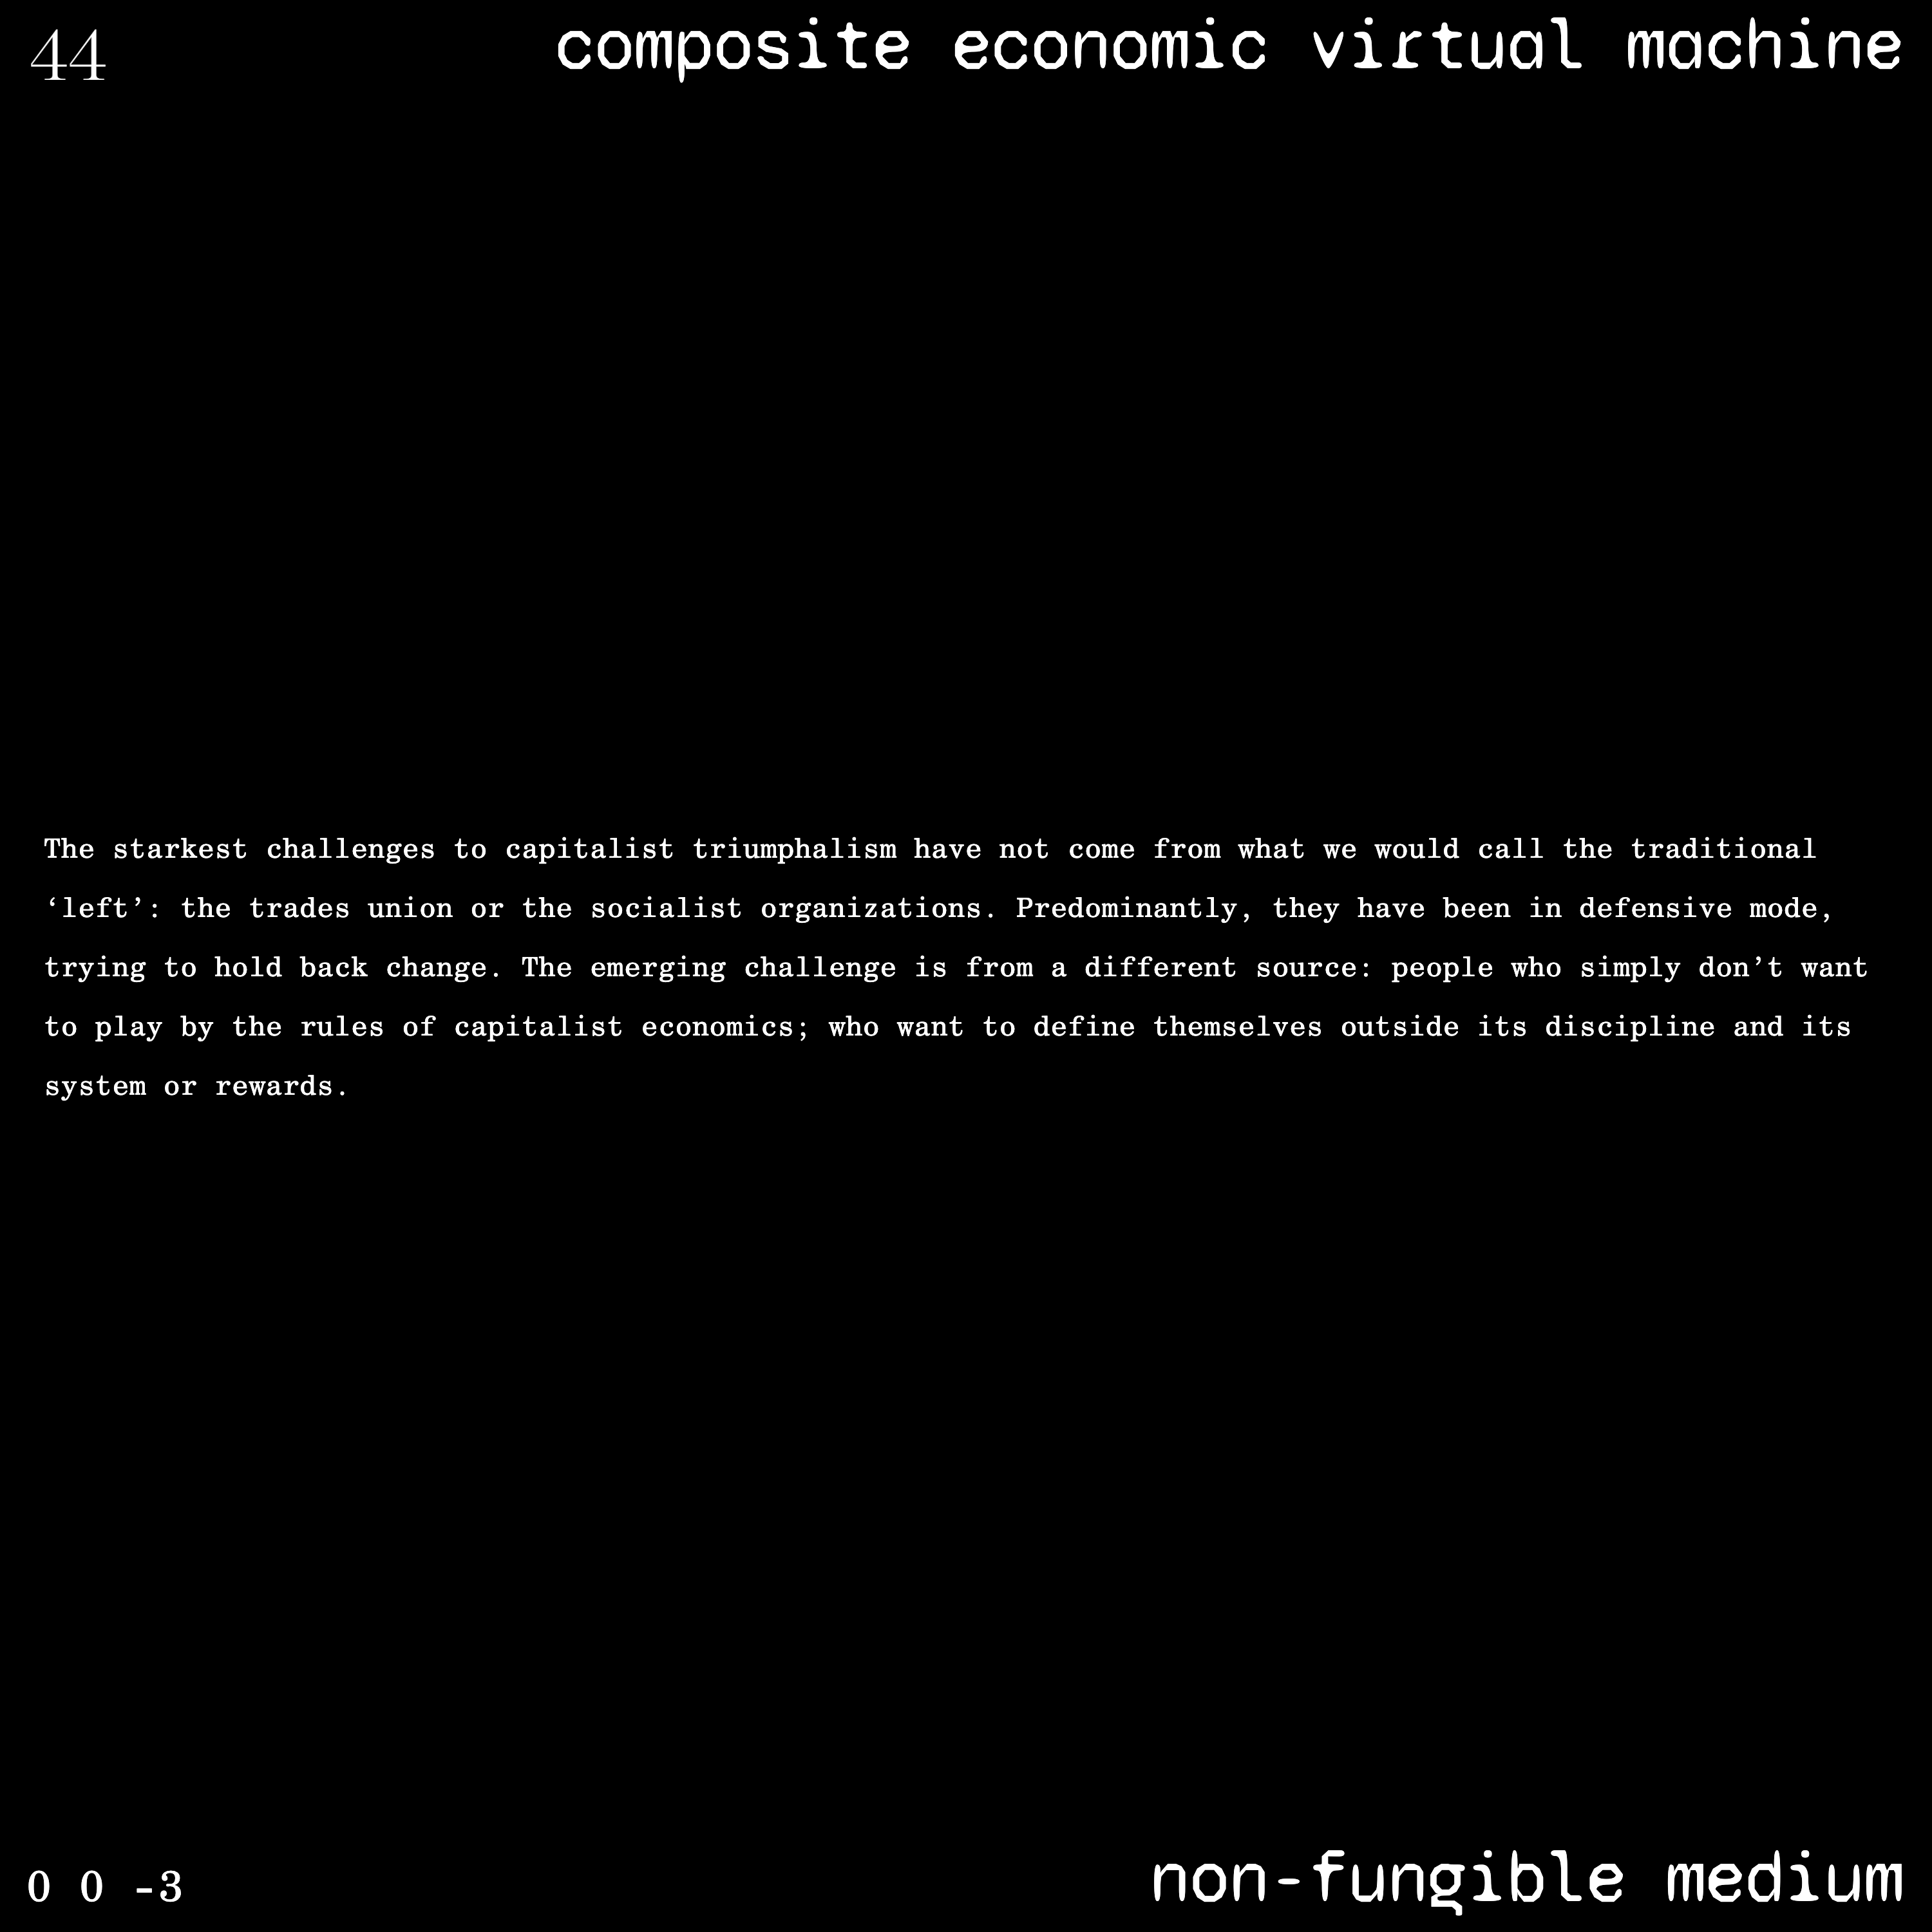 44
composite economic virtual machine
The starkest challenges to capitalist triumphalism have not come from what we would call the traditional
‘left’: the trades union or the socialist organizations. Predominantly, they have been in defensive mode,
trying to hold back change. The emerging challenge is from a different source: people who simply don’t want
to play by the rules of capitalist economics; who want to define themselves outside its discipline and its
system or rewards.
0 0 -3
non-fungible medium